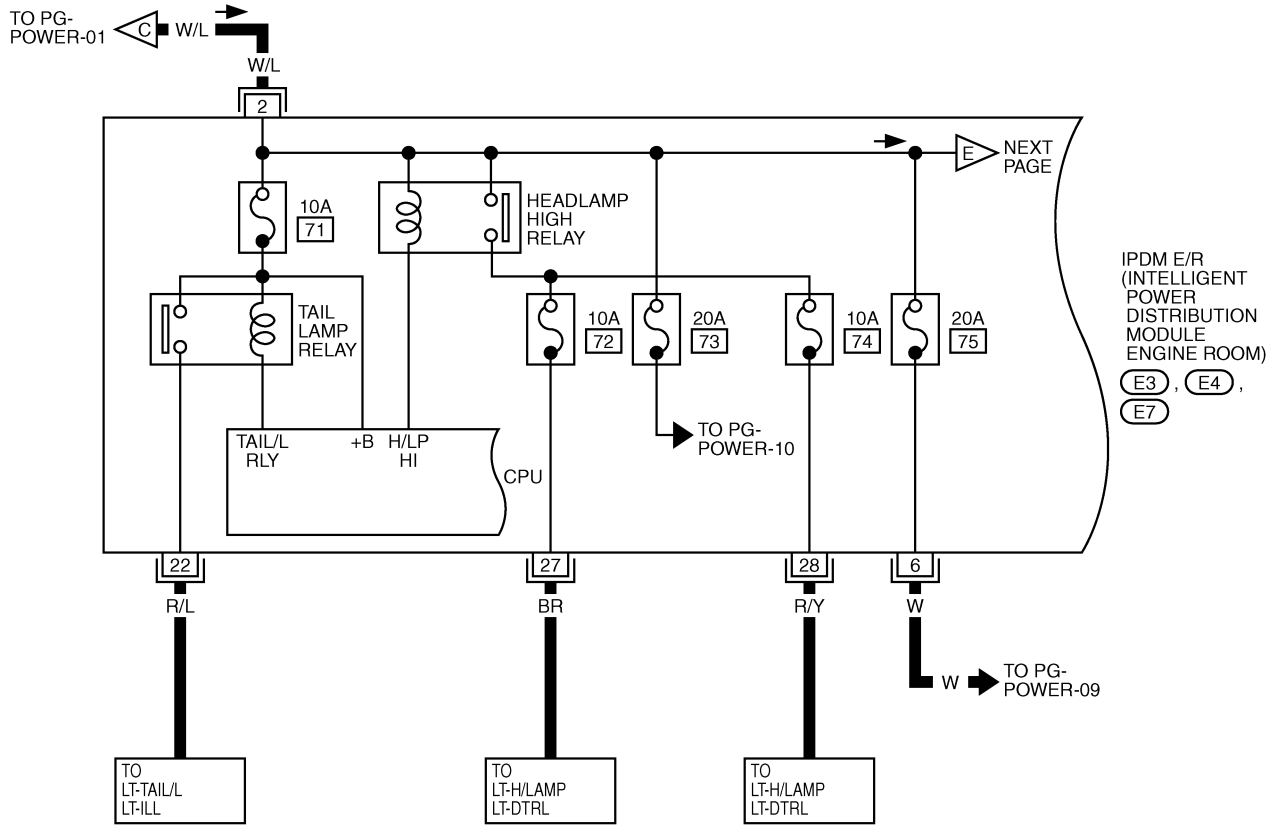 TO PG-
POWER-01
C
W/L
W/L
2
E
NEXT
PAGE
10A
71
HEADLAMP
HIGH
RELAY
TAIL
LAMP
RELAY
10A
72
20A
73
10A
74
20A
75
IPDM E/R
(INTELLIGENT
POWER
DISTRIBUTION
MODULE
ENGINE ROOM)
E3 , E4 ,
E7
TO PG-
POWER-10
TAIL/L
RLY
+B
H/LP
HI
CPU
22
27
28
6
R/L
BR
R/Y
W
W
TO PG-
POWER-09
TO
LT-TAIL/L
LT-ILL
TO
LT-H/LAMP
LT-DTRL
TO
LT-H/LAMP
LT-DTRL